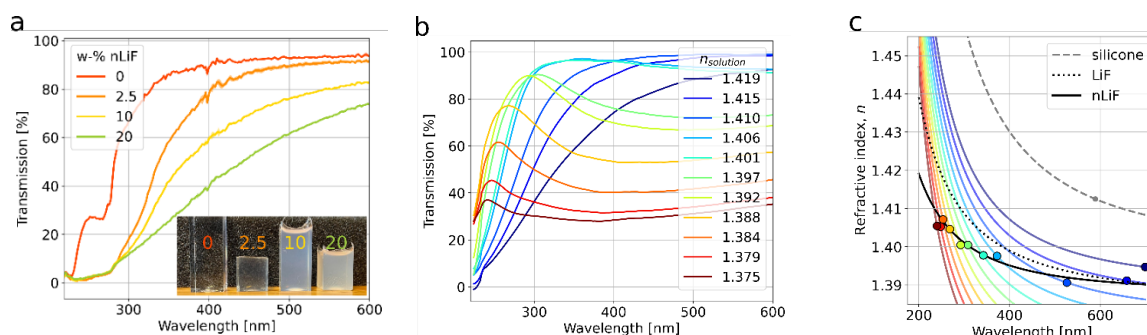 a
w-% nLiF
0
2.5
10
20
100
80
60
40
20
0
Transmission [%]
0 2.5 10 20
300 400 500 600
Wavelength [nm]
b
n_solution
1.419
1.415
1.410
1.406
1.401
1.397
1.392
1.388
1.384
1.379
1.375
100
80
60
40
20
0
Transmission [%]
300 400 500 600
Wavelength [nm]
c
silicone
LiF
nLiF
1.45
1.44
1.43
1.42
1.41
1.40
1.39
Refractive index, n
200 300 400 500 600
Wavelength [nm]